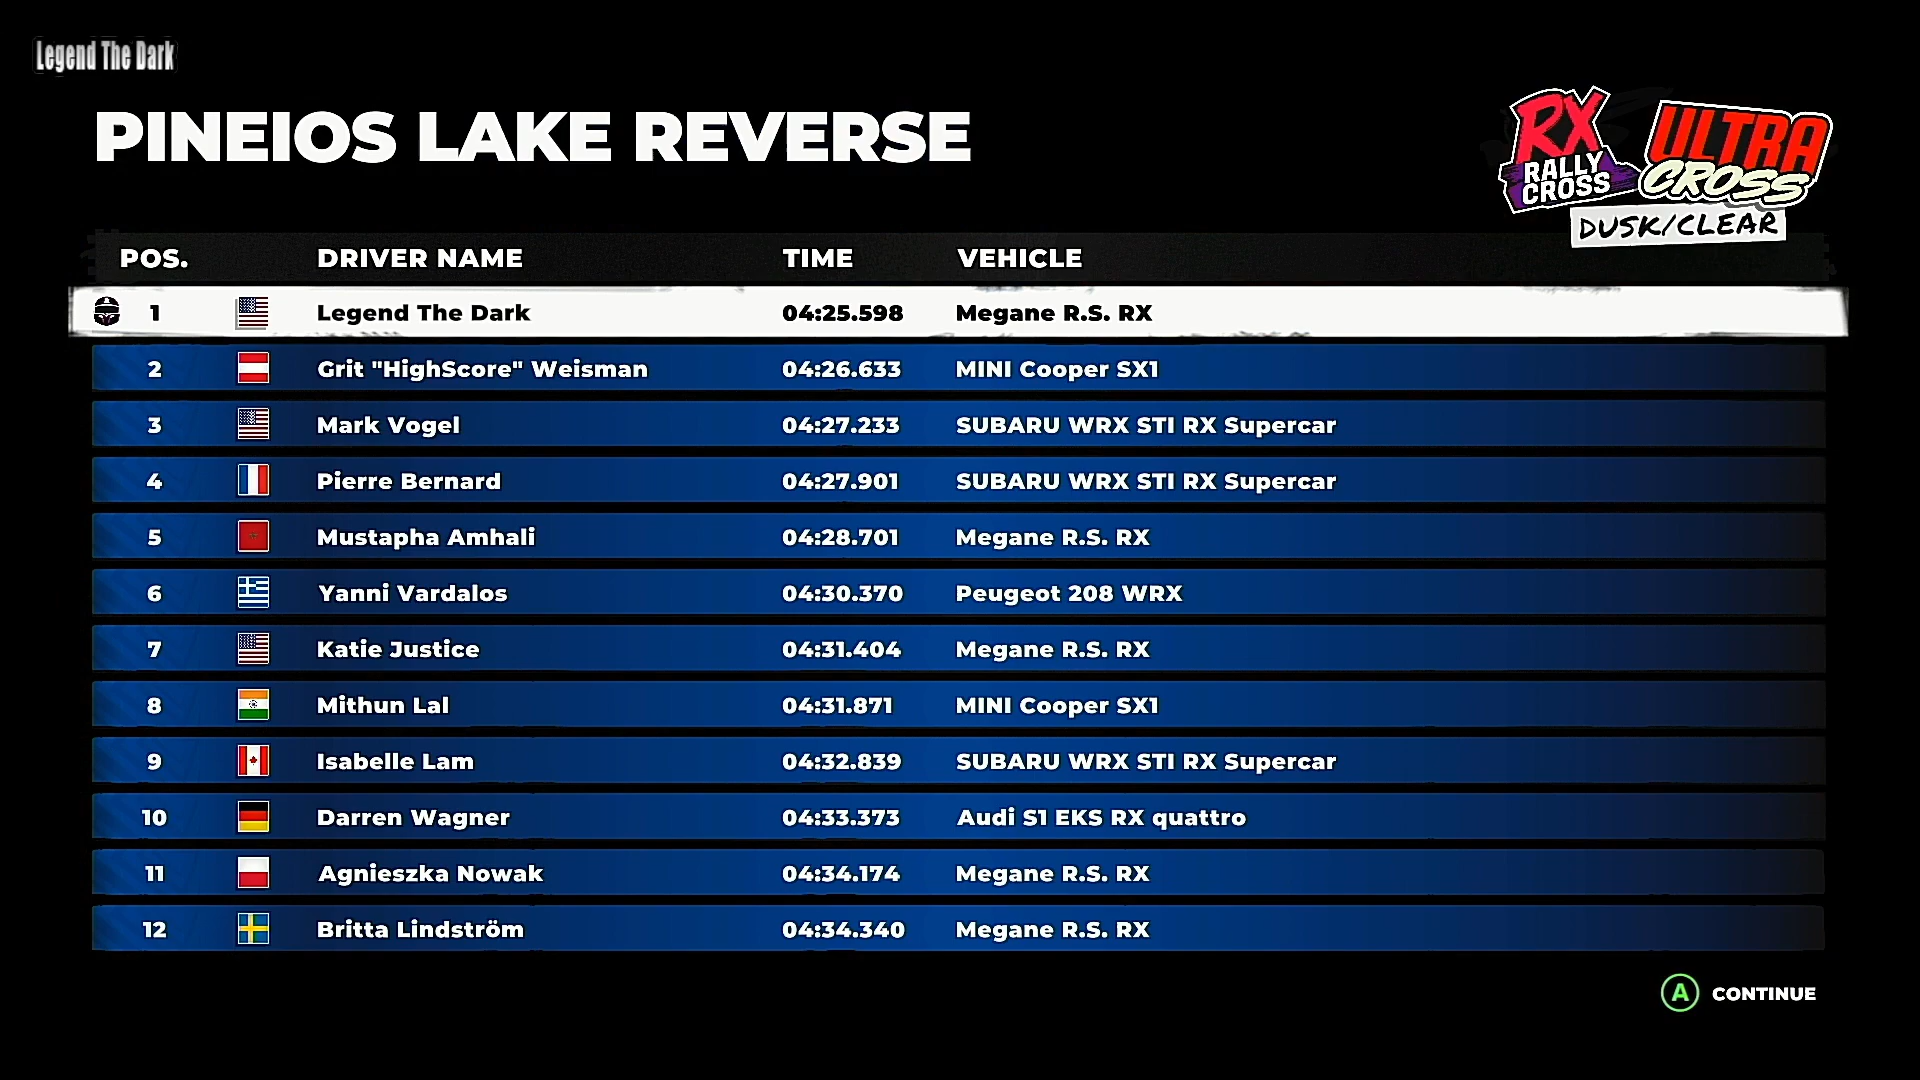 Legend The Dark
PINEIOS LAKE REVERSE
RX RALLY CROSS ULTRA CROSS
DUSK/CLEAR
POS. DRIVER NAME TIME VEHICLE
1 Legend The Dark 04:25.598 Megane R.S. RX
2 Grit "HighScore" Weisman 04:26.633 MINI Cooper SX1
3 Mark Vogel 04:27.233 SUBARU WRX STI RX Supercar
4 Pierre Bernard 04:27.901 SUBARU WRX STI RX Supercar
5 Mustapha Amhali 04:28.701 Megane R.S. RX
6 Yanni Vardalos 04:30.370 Peugeot 208 WRX
7 Katie Justice 04:31.404 Megane R.S. RX
8 Mithun Lal 04:31.871 MINI Cooper SX1
9 Isabelle Lam 04:32.839 SUBARU WRX STI RX Supercar
10 Darren Wagner 04:33.373 Audi S1 EKS RX quattro
11 Agnieszka Nowak 04:34.174 Megane R.S. RX
12 Britta Lindström 04:34.340 Megane R.S. RX
A CONTINUE